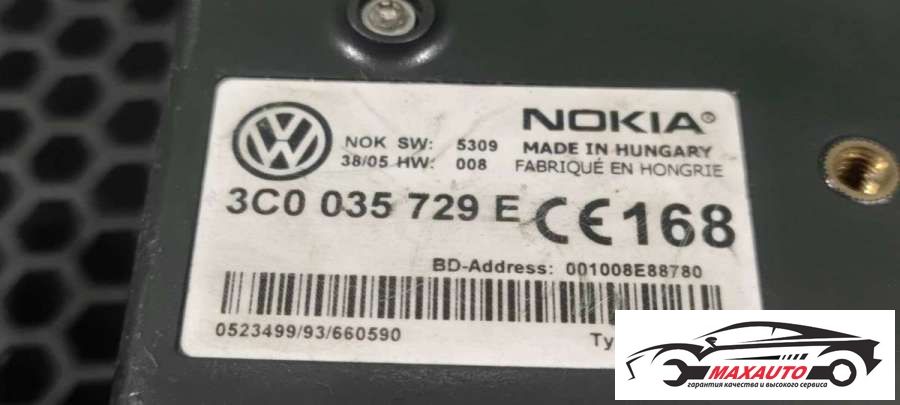 NOK SW: 5309
38/05 HW: 008
NOKIA®
MADE IN HUNGARY
FABRIQUÉ EN HONGRIE
3C0 035 729 E CE168
BD-Address: 001008E88780
0523499/93/660590
Ty
MAXAUTO
гарантия качества и высокого сервиса